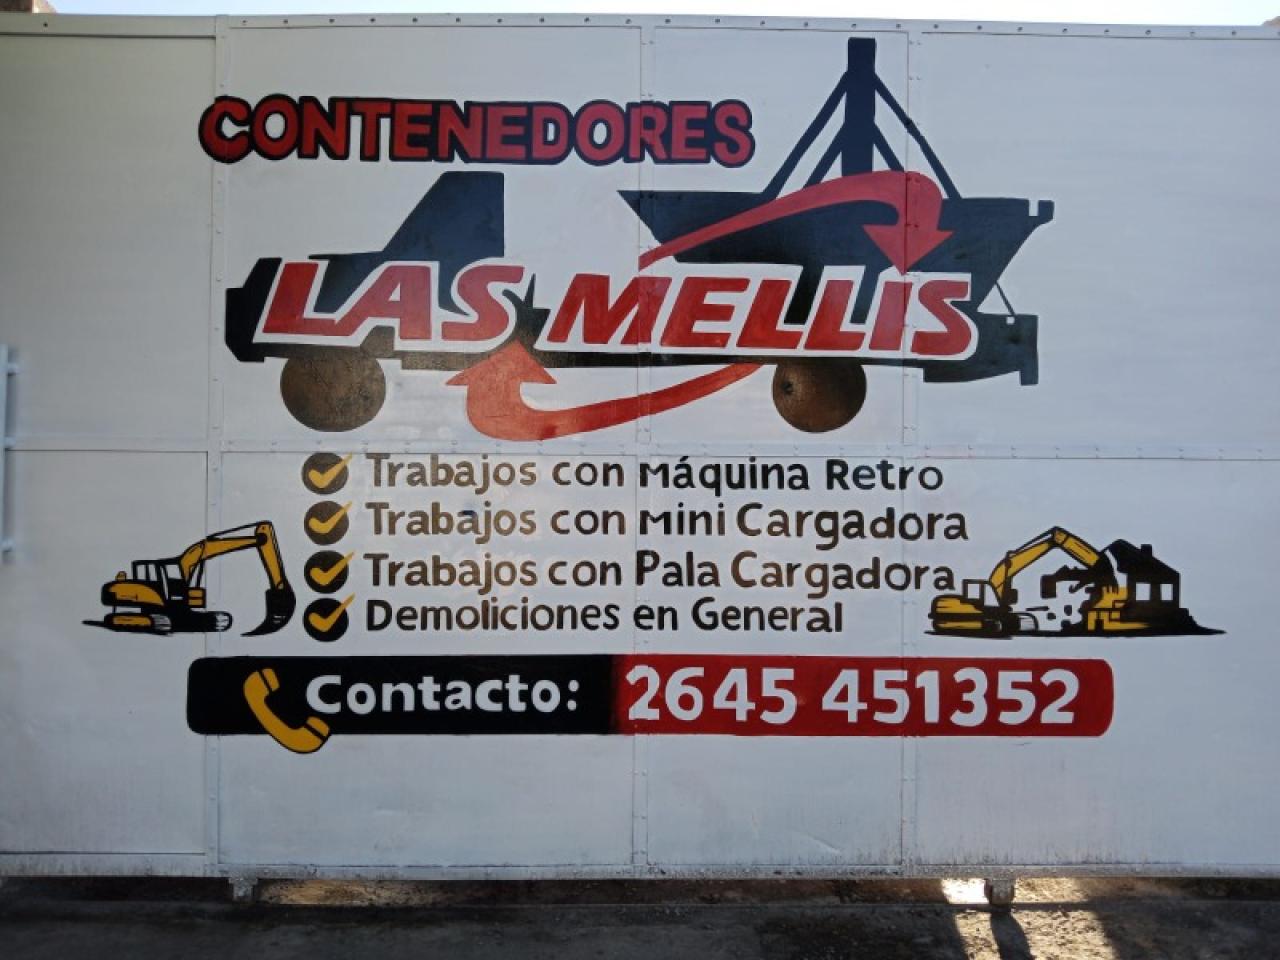 CONTENEDORES
LAS MELLIS
Trabajos con Máquina Retro
Trabajos con Mini Cargadora
Trabajos con Pala Cargadora
Demoliciones en General
Contacto: 2645 451352